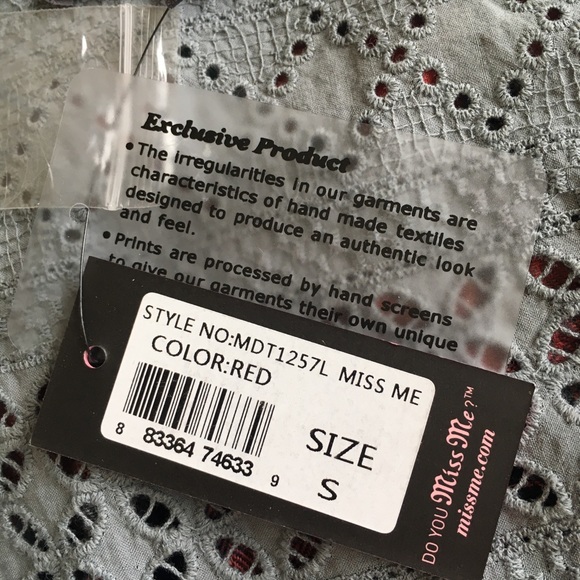 Exclusive Product
• The irregularities in our garments are
characteristics of hand made textiles
designed to produce an authentic look
and feel.
• Prints are processed by hand screens
to give our garments their own unique
STYLE NO:MDT1257L MISS ME
COLOR:RED
8 83364 74633 9
SIZE
S
DO YOU Miss Me?™
missme.com